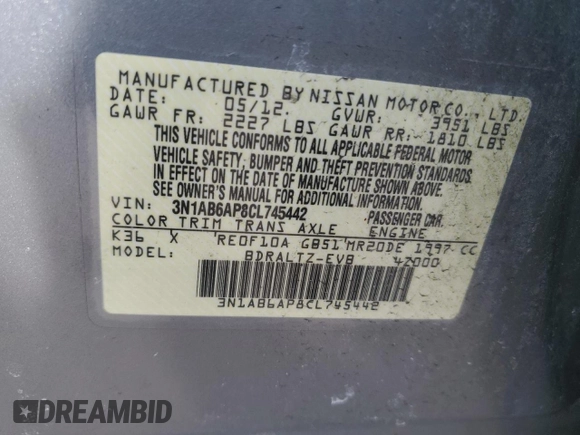 MANUFACTURED BY NISSAN MOTOR CO., LTD.
DATE: 05/12. GVWR: 3951 LBS
GAWR FR: 2227 LBS GAWR RR: 1810 LBS
THIS VEHICLE CONFORMS TO ALL APPLICABLE FEDERAL MOTOR
VEHICLE SAFETY, BUMPER AND THEFT PREVENTION STANDARDS
IN EFFECT ON THE DATE OF MANUFACTURE SHOWN ABOVE.
SEE OWNER'S MANUAL FOR ADDITIONAL INFORMATION.
VIN: 3N1AB6AP8CL745442 PASSENGER CAR.
COLOR TRIM TRANS AXLE ENGINE
K36 X RE0F10A GB51 MR20DE 1997 CC
MODEL: BDRALTZ-EVB 4Z000
3N1AB6AP8CL745442
DREAMBID